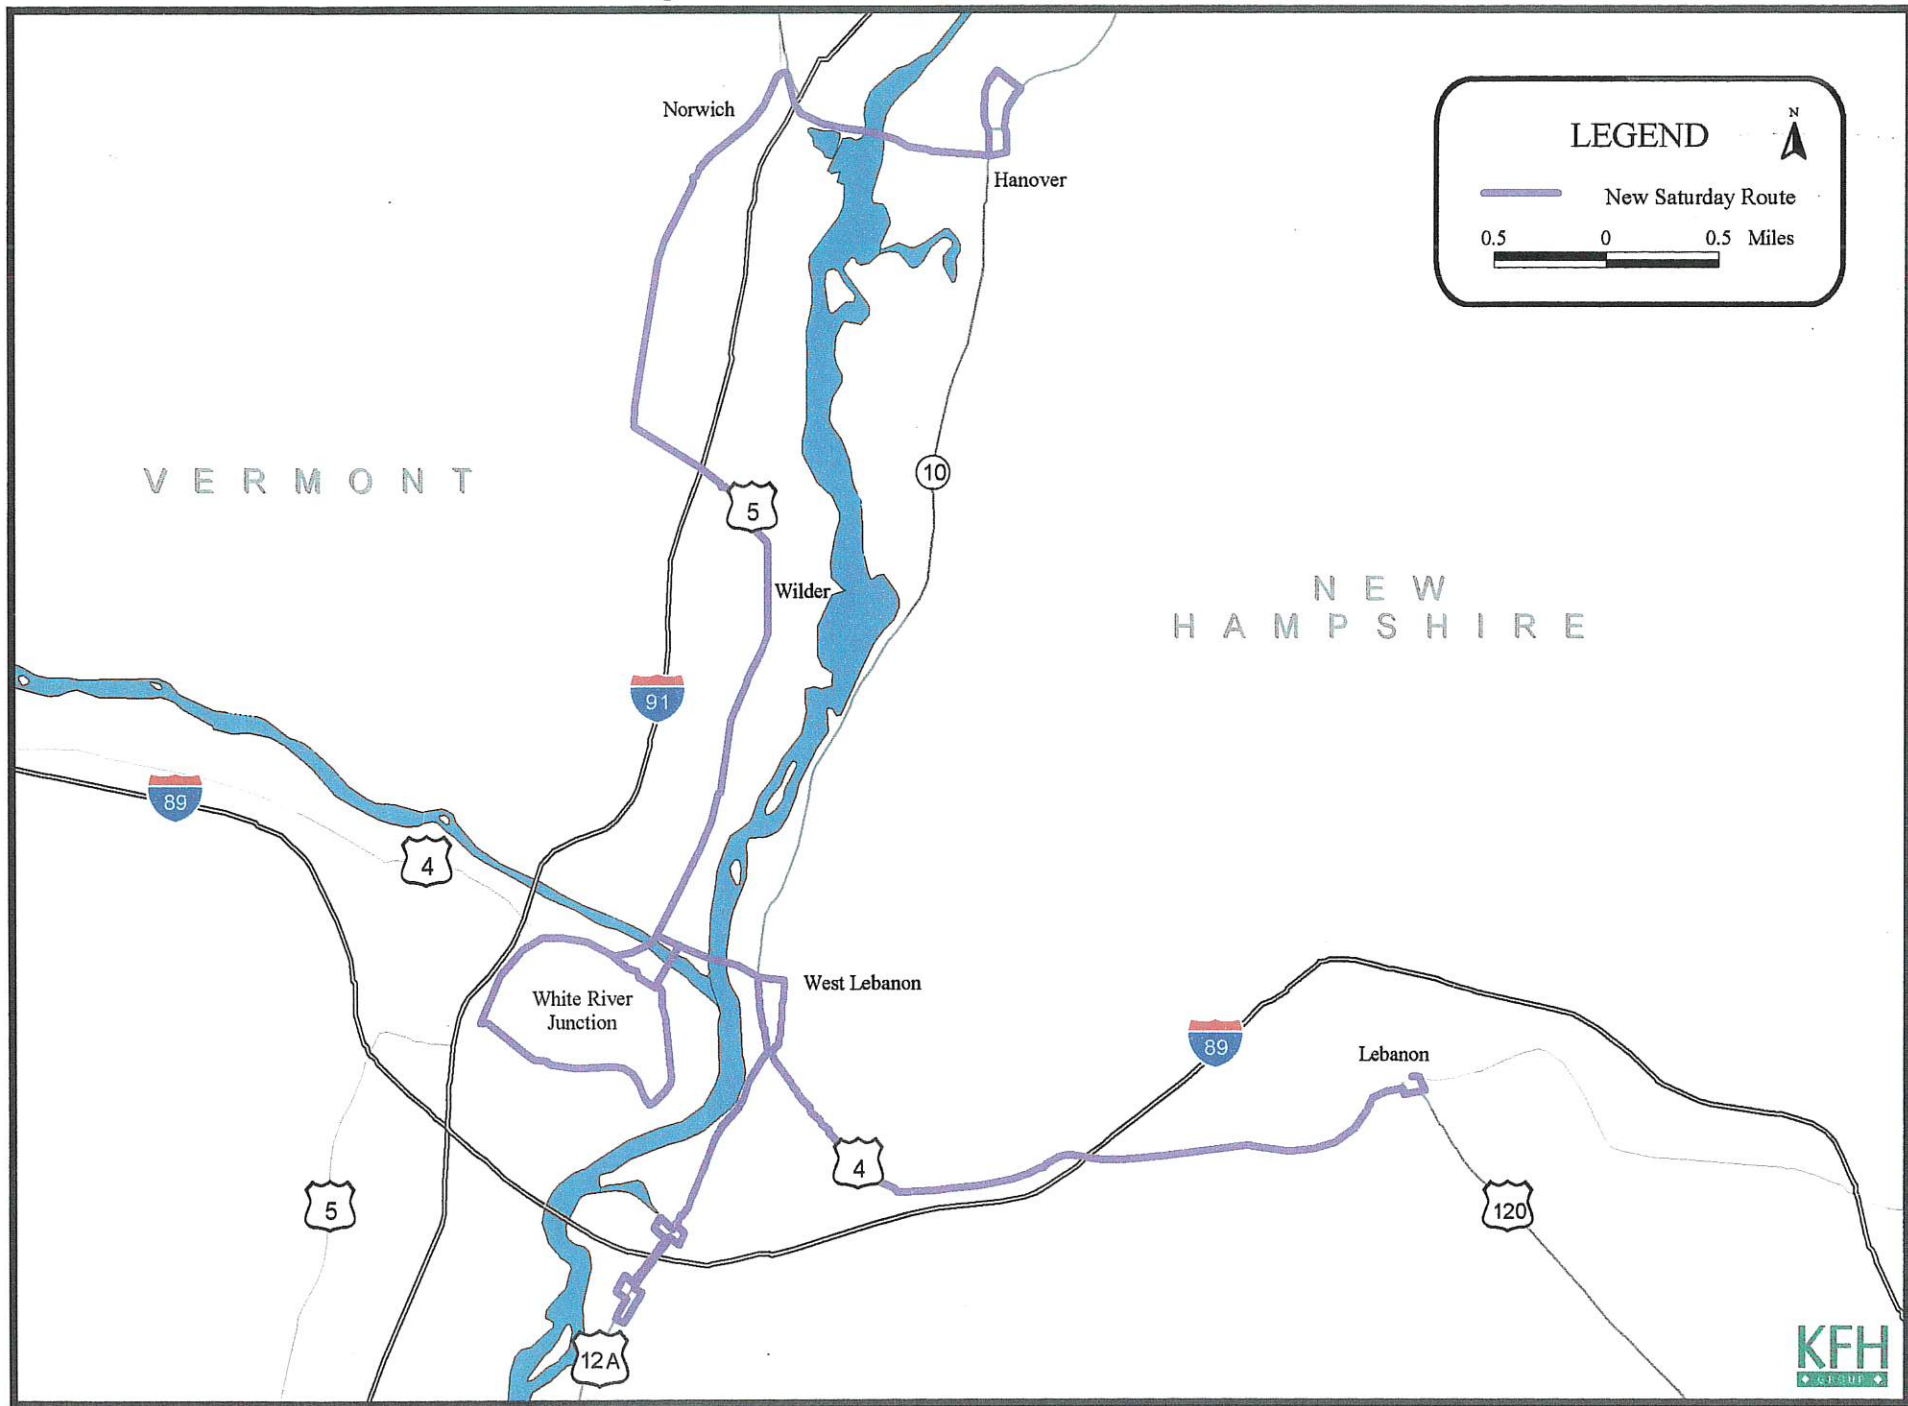 Norwich
Hanover
LEGEND
N
New Saturday Route
0.5 0 0.5 Miles
VERMONT
10
5
Wilder
NEW
HAMPSHIRE
91
89
4
White River
Junction
West Lebanon
89
Lebanon
4
5
120
12A
KFH
GROUP